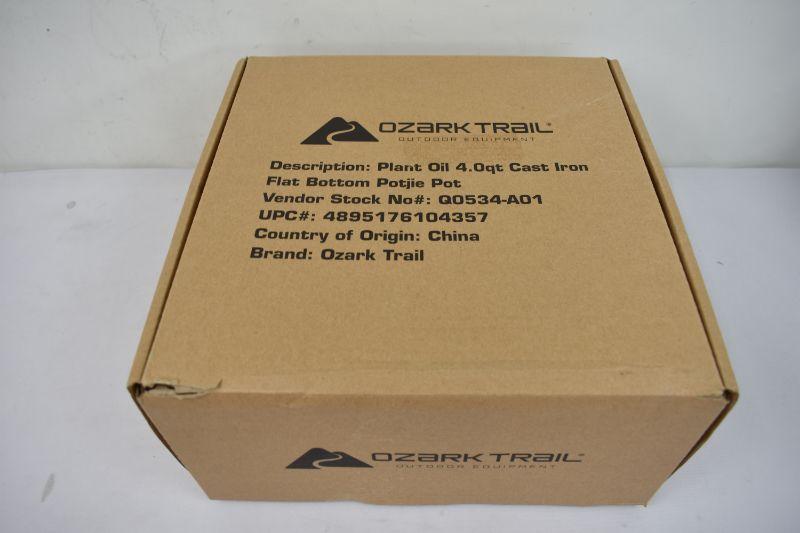 OZARK TRAIL®
OUTDOOR EQUIPMENT
Description: Plant Oil 4.0qt Cast Iron
Flat Bottom Potjie Pot
Vendor Stock No#: Q0534-A01
UPC#: 4895176104357
Country of Origin: China
Brand: Ozark Trail
OZARK TRAIL®
OUTDOOR EQUIPMENT